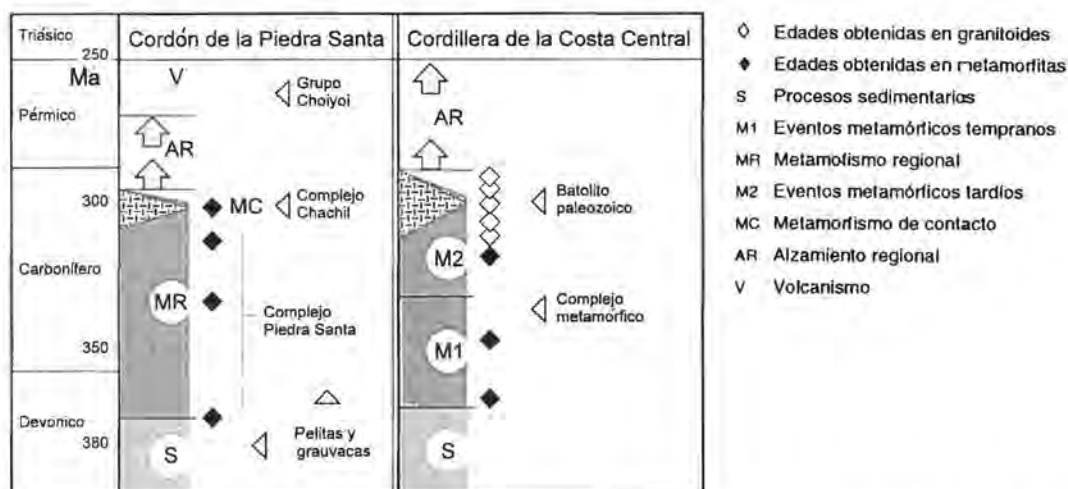 Triásico
250
Ma
Pérmico
300
Carbonífero
350
Devónico
380
Cordón de la Piedra Santa
V
Grupo
Choiyoi
AR
MC
Complejo
Chachil
MR
Complejo
Piedra Santa
Pelitas y
grauvacas
S
Cordillera de la Costa Central
AR
Batolito
paleozoico
M2
Complejo
metamórfico
M1
S
Edades obtenidas en granitoides
Edades obtenidas en metamorfitas
S Procesos sedimentarios
M1 Eventos metamórficos tempranos
MR Metamolismo regional
M2 Eventos metamórficos tardíos
MC Metamorfismo de contacto
AR Alzamiento regional
V Volcanismo